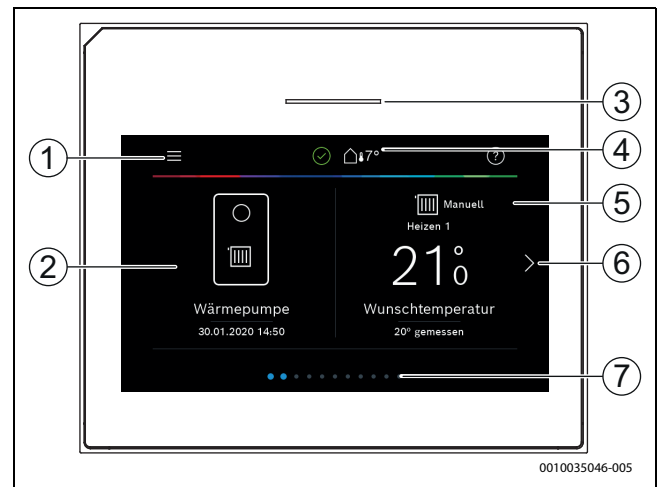 3
1
7°
?
4
Manuell
5
Heizen 1
2
21°0
6
Wärmepumpe
Wunschtemperatur
30.01.2020 14:50
20° gemessen
7
0010035046-005